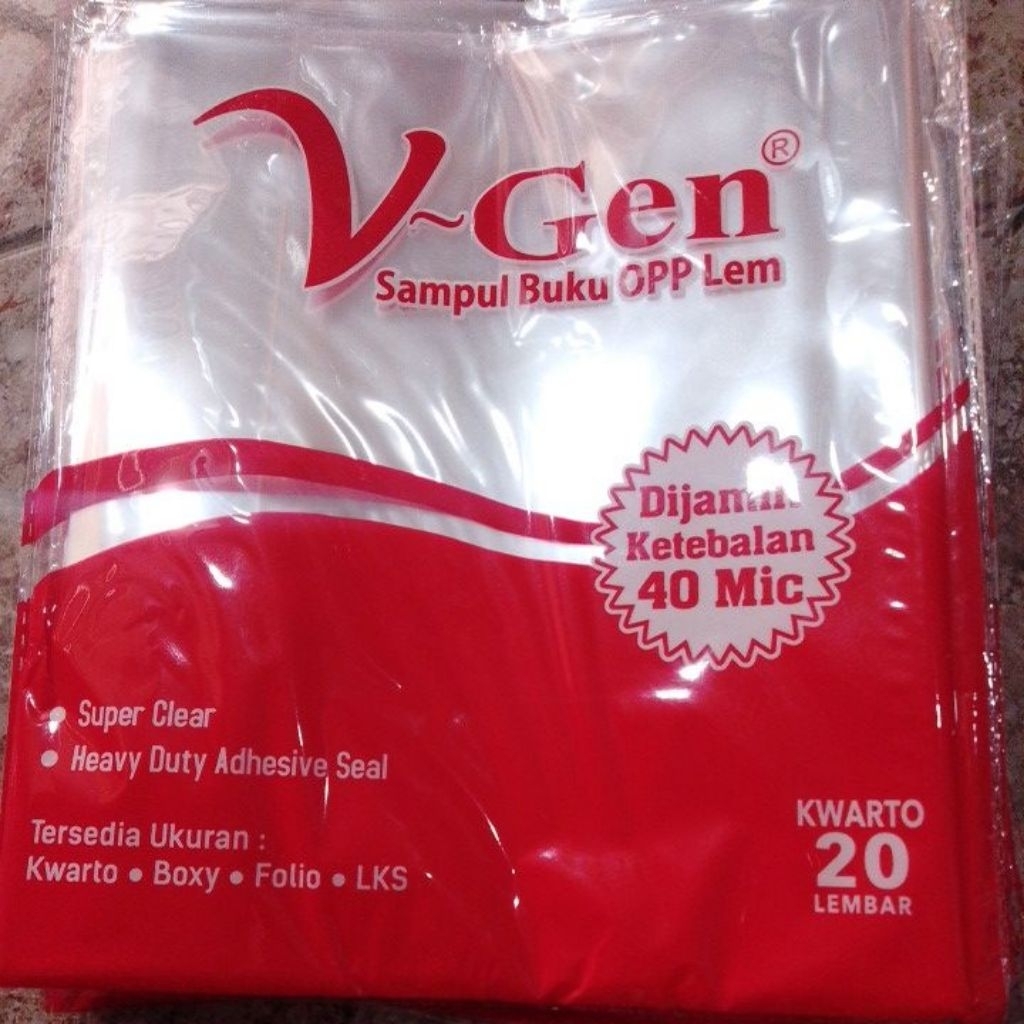 V~Gen®
Sampul Buku OPP Lem
Dijamin
Ketebalan
40 Mic
• Super Clear
• Heavy Duty Adhesive Seal
Tersedia Ukuran :
Kwarto • Boxy • Folio • LKS
KWARTO
20
LEMBAR